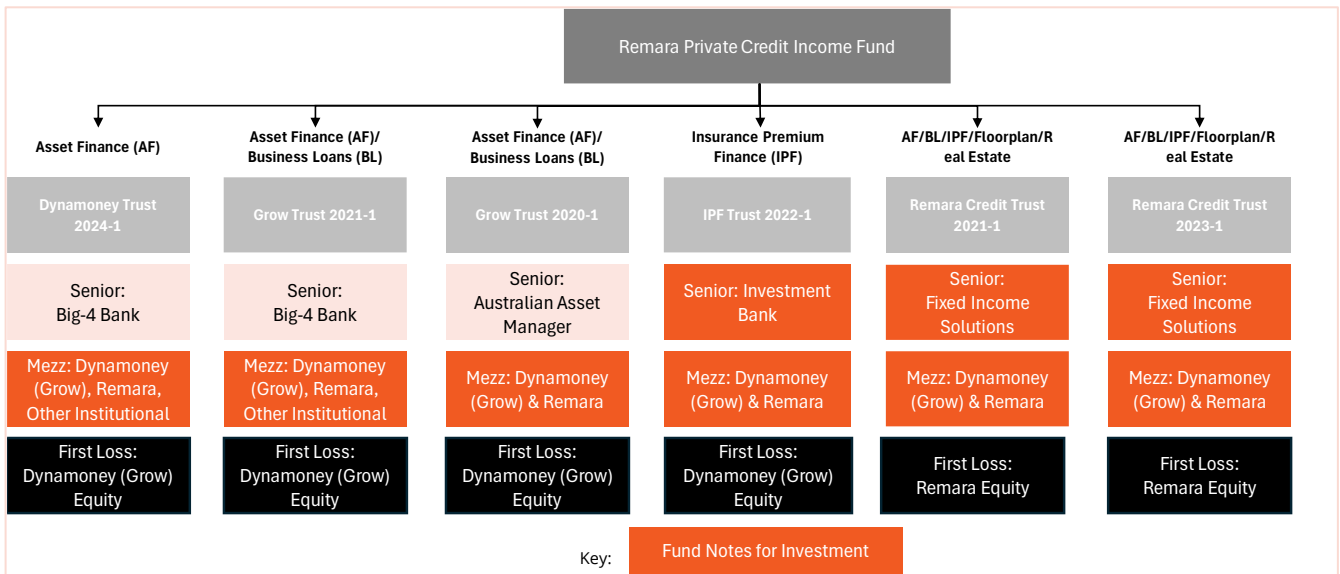 Remara Private Credit Income Fund
Asset Finance (AF)
Asset Finance (AF)/
Business Loans (BL)
Asset Finance (AF)/
Business Loans (BL)
Insurance Premium
Finance (IPF)
AF/BL/IPF/Floorplan/R
eal Estate
AF/BL/IPF/Floorplan/R
eal Estate
Dynamoney Trust
2024-1
Grow Trust 2021-1
Grow Trust 2020-1
IPF Trust 2022-1
Remara Credit Trust
2021-1
Remara Credit Trust
2023-1
Senior:
Big-4 Bank
Senior:
Big-4 Bank
Senior:
Australian Asset
Manager
Senior: Investment
Bank
Senior:
Fixed Income
Solutions
Senior:
Fixed Income
Solutions
Mezz: Dynamoney
(Grow), Remara,
Other Institutional
Mezz: Dynamoney
(Grow), Remara,
Other Institutional
Mezz: Dynamoney
(Grow) & Remara
Mezz: Dynamoney
(Grow) & Remara
Mezz: Dynamoney
(Grow) & Remara
Mezz: Dynamoney
(Grow) & Remara
First Loss:
Dynamoney (Grow)
Equity
First Loss:
Dynamoney (Grow)
Equity
First Loss:
Dynamoney (Grow)
Equity
First Loss:
Dynamoney (Grow)
Equity
First Loss:
Remara Equity
First Loss:
Remara Equity
Key:
Fund Notes for Investment